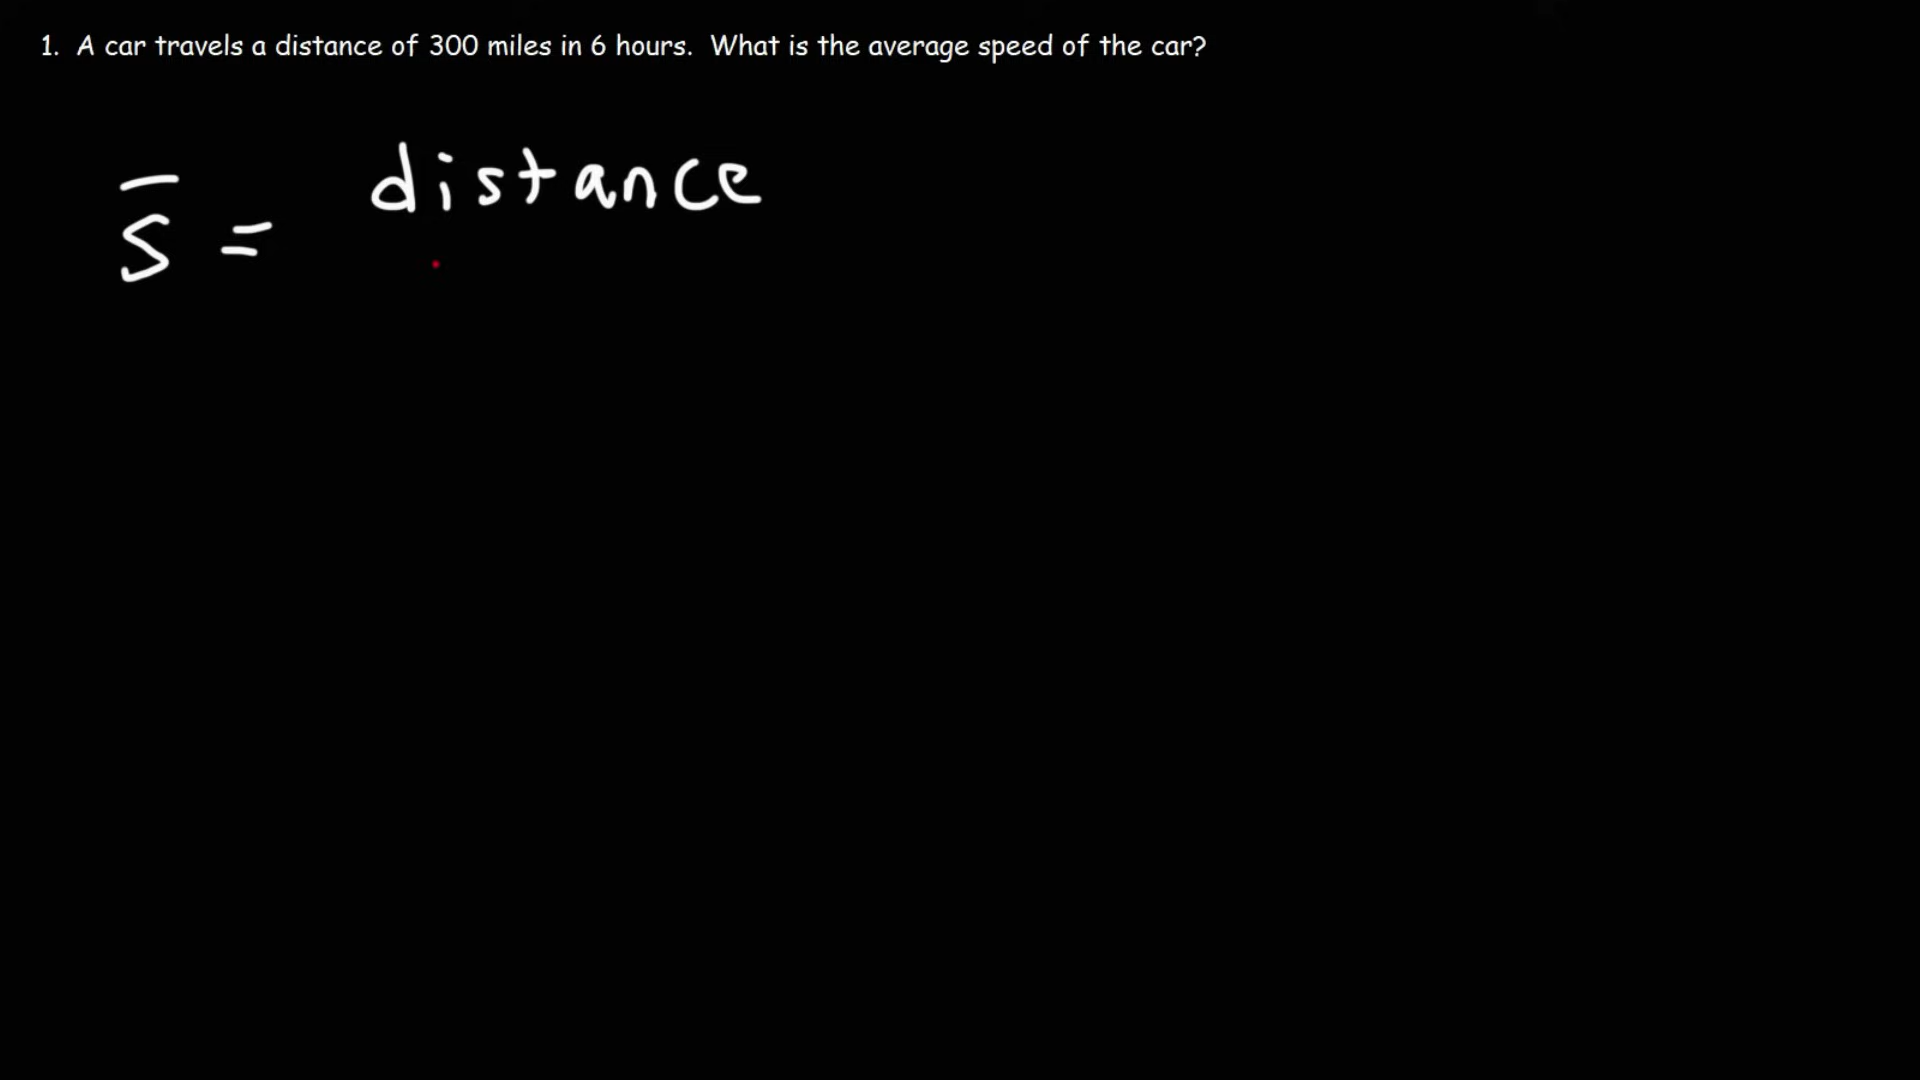 1. A car travels a distance of 300 miles in 6 hours. What is the average speed of the car?
s̅ = distance